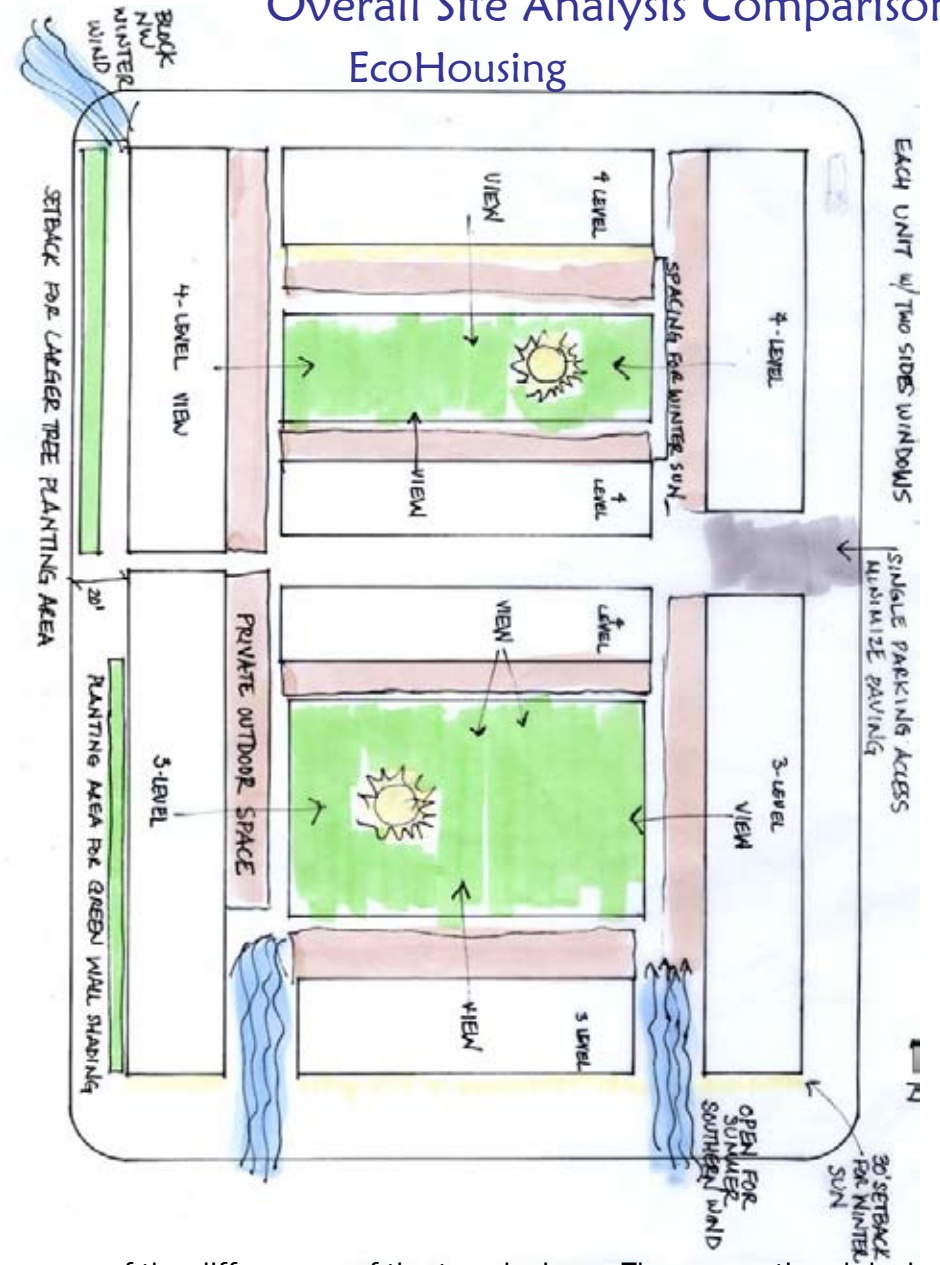 Overall Site Analysis Comparison
EcoHousing
BLOCK
NW
WINTER
WIND
EACH UNIT W/ TWO SIDES WINDOWS
SINGLE PARKING ACCESS
MINIMIZE PAVING
SETBACK FOR LARGER TREE PLANTING AREA
4 LEVEL
VIEW
SPACING FOR WINTER SUN
4-LEVEL
4-LEVEL VIEW
VIEW
4
LEVEL
4
LEVEL
VIEW
20'
PRIVATE OUTDOOR SPACE
PLANTING AREA FOR GREEN WALL SHADING
3-LEVEL
3-LEVEL
VIEW
VIEW
3 LEVEL
N
OPEN FOR
SUMMER
SOUTHERN WIND
30' SETBACK
FOR WINTER
SUN